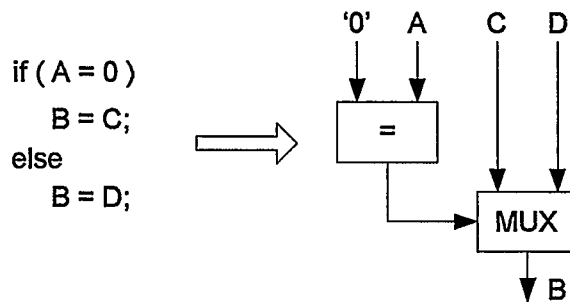 if ( A = 0 )
B = C;
else
B = D;
'0' A C D
=
MUX
B